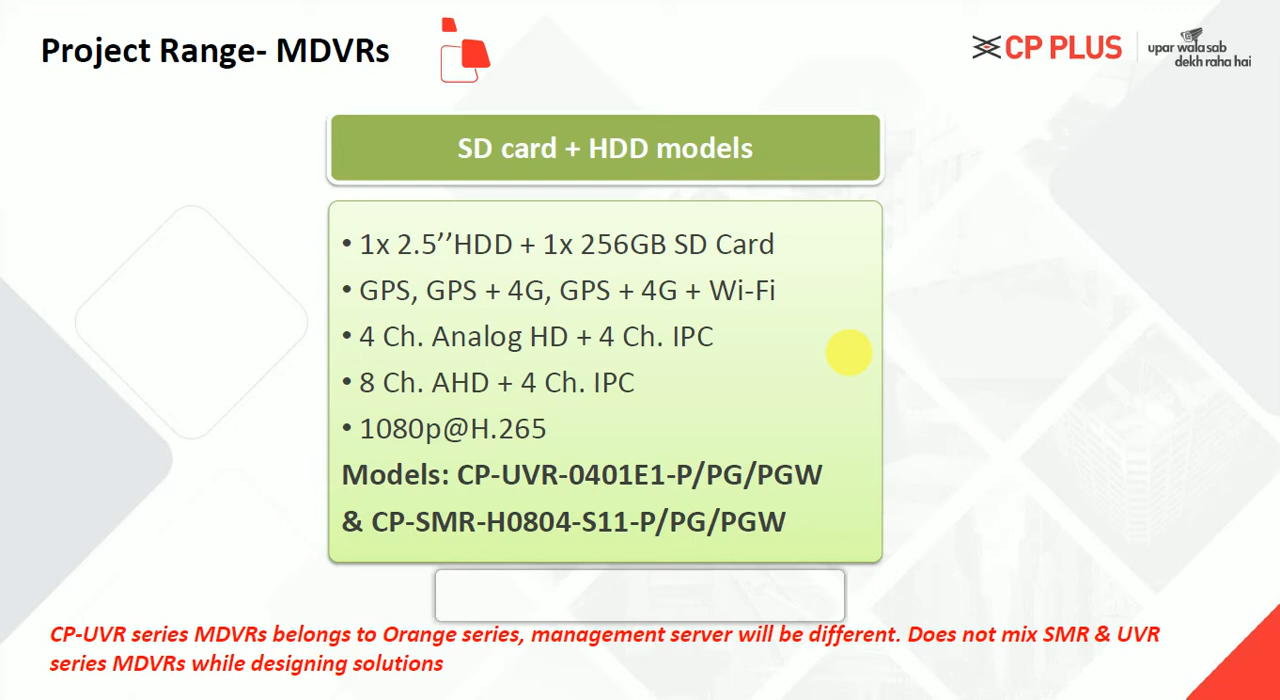 Project Range- MDVRs
CP PLUS
upar wala sab
dekh raha hai
SD card + HDD models
• 1x 2.5’’HDD + 1x 256GB SD Card
• GPS, GPS + 4G, GPS + 4G + Wi-Fi
• 4 Ch. Analog HD + 4 Ch. IPC
• 8 Ch. AHD + 4 Ch. IPC
• 1080p@H.265
Models: CP-UVR-0401E1-P/PG/PGW
& CP-SMR-H0804-S11-P/PG/PGW
CP-UVR series MDVRs belongs to Orange series, management server will be different. Does not mix SMR & UVR
series MDVRs while designing solutions